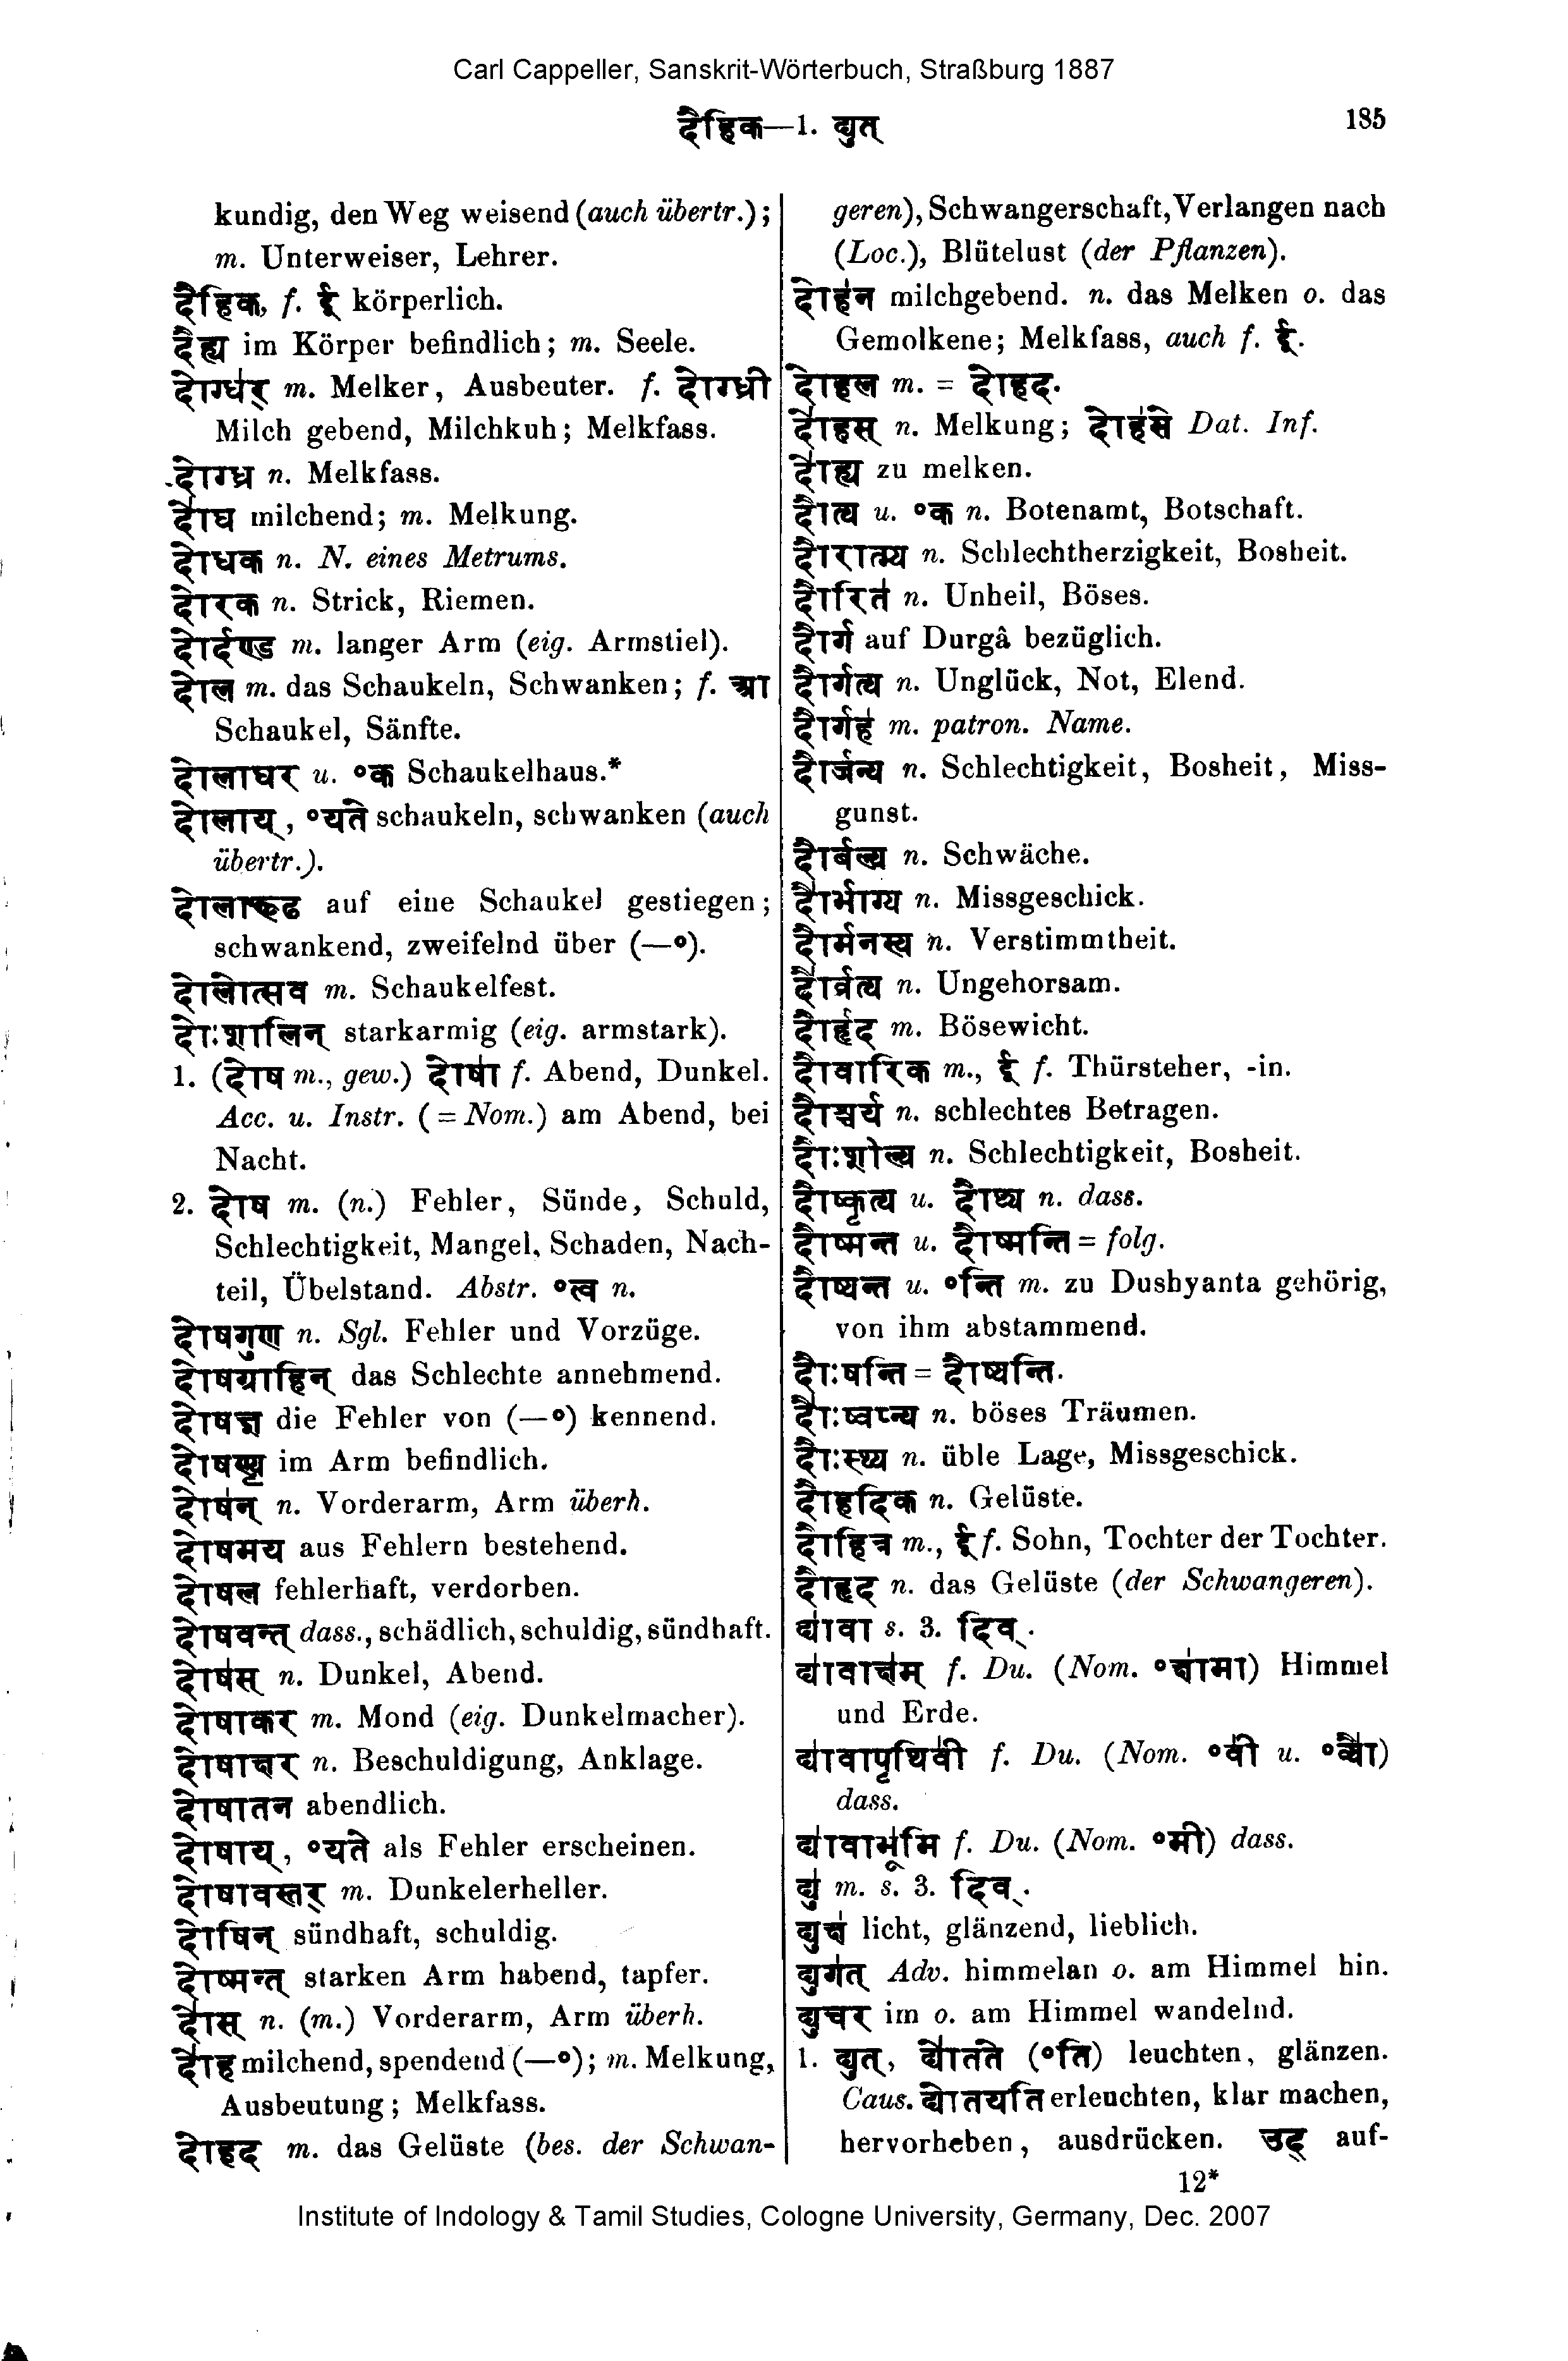 Carl Cappeller, Sanskrit-Wörterbuch, Straßburg 1887
दैहिक—1. द्युत्
185
kundig, den Weg weisend (auch übertr.);
m. Unterweiser, Lehrer.
दैहिक, f. ई körperlich.
दैह्य im Körper befindlich; m. Seele.
दोग्धर् m. Melker, Ausbeuter. f. दोग्ध्री
Milch gebend, Milchkuh; Melkfass.
दोग्ध्र n. Melkfass.
दोघ milchend; m. Melkung.
दोधक n. N. eines Metrums.
दोरक n. Strick, Riemen.
दोर्दण्ड m. langer Arm (eig. Armstiel).
दोल m. das Schaukeln, Schwanken; f. आ
Schaukel, Sänfte.
दोलाघर u. °क Schaukelhaus.*
दोलाय्, °यते schaukeln, schwanken (auch
übertr.).
दोलारूढ auf eine Schaukel gestiegen;
schwankend, zweifelnd über (—°).
दोलोत्सव m. Schaukelfest.
दोःशालिन् starkarmig (eig. armstark).
1. (दोष m., gew.) दोषा f. Abend, Dunkel.
Acc. u. Instr. (= Nom.) am Abend, bei
Nacht.
2. दोष m. (n.) Fehler, Sünde, Schuld,
Schlechtigkeit, Mangel, Schaden, Nach-
teil, Übelstand. Abstr. °त्व n.
दोषगुण n. Sgl. Fehler und Vorzüge.
दोषग्राहिन् das Schlechte annehmend.
दोषज्ञ die Fehler von (—°) kennend.
दोषण्य im Arm befindlich.
दोषन् n. Vorderarm, Arm überh.
दोषमय aus Fehlern bestehend.
दोषल fehlerhaft, verdorben.
दोषवन्त् dass., schädlich, schuldig, sündhaft.
दोषस् n. Dunkel, Abend.
दोषाकर m. Mond (eig. Dunkelmacher).
दोषाक्षर n. Beschuldigung, Anklage.
दोषातन abendlich.
दोषाय्, °यते als Fehler erscheinen.
दोषावस्तर् m. Dunkelerheller.
दोषिन् sündhaft, schuldig.
दोष्मन्त् starken Arm habend, tapfer.
दोस् n. (m.) Vorderarm, Arm überh.
दोह milchend, spendend (—°); m. Melkung,
Ausbeutung; Melkfass.
दोहद m. das Gelüste (bes. der Schwan-
geren), Schwangerschaft, Verlangen nach
(Loc.), Blütelust (der Pflanzen).
दोहन milchgebend. n. das Melken o. das
Gemolkene; Melkfass, auch f. ई.
दोहल m. = दोहद.
दोहस् n. Melkung; दोहसे Dat. Inf.
दोह्य zu melken.
दौत्य u. °क n. Botenamt, Botschaft.
दौरात्म्य n. Schlechtherzigkeit, Bosheit.
दौरित n. Unheil, Böses.
दौर्ग auf Durgâ bezüglich.
दौर्गत्य n. Unglück, Not, Elend.
दौर्गह m. patron. Name.
दौर्जन्य n. Schlechtigkeit, Bosheit, Miss-
gunst.
दौर्बल्य n. Schwäche.
दौर्भाग्य n. Missgeschick.
दौर्मनस्य n. Verstimmtheit.
दौर्व्रत्य n. Ungehorsam.
दौर्हृद m. Bösewicht.
दौवारिक m., ई f. Thürsteher, -in.
दौश्चर्य n. schlechtes Betragen.
दौःशील्य n. Schlechtigkeit, Bosheit.
दौष्कृत्य u. दौष्ठ्य n. dass.
दौष्मन्त u. दौष्मन्ति = folg.
दौष्यन्त u. °न्ति m. zu Dushyanta gehörig,
von ihm abstammend.
दौःषन्ति = दौष्यन्ति.
दौःष्वप्न्य n. böses Träumen.
दौःस्थ्य n. üble Lage, Missgeschick.
दौहदिक n. Gelüste.
दौहित्र m., ई f. Sohn, Tochter der Tochter.
दौहृद n. das Gelüste (der Schwangeren).
द्यावा s. 3. दिव्.
द्यावाक्षम् f. Du. (Nom. °क्षामा) Himmel
und Erde.
द्यावापृथिवी f. Du. (Nom. °वी u. °व्यौ)
dass.
द्यावाभूमि f. Du. (Nom. °मी) dass.
द्यु m. s. 3. दिव्.
द्युक्ष licht, glänzend, lieblich.
द्युगत् Adv. himmelan o. am Himmel hin.
द्युचर im o. am Himmel wandelnd.
1. द्युत्, द्योतते (°ति) leuchten, glänzen.
Caus. द्योतयति erleuchten, klar machen,
hervorheben, ausdrücken. उद् auf-
12*
Institute of Indology & Tamil Studies, Cologne University, Germany, Dec. 2007